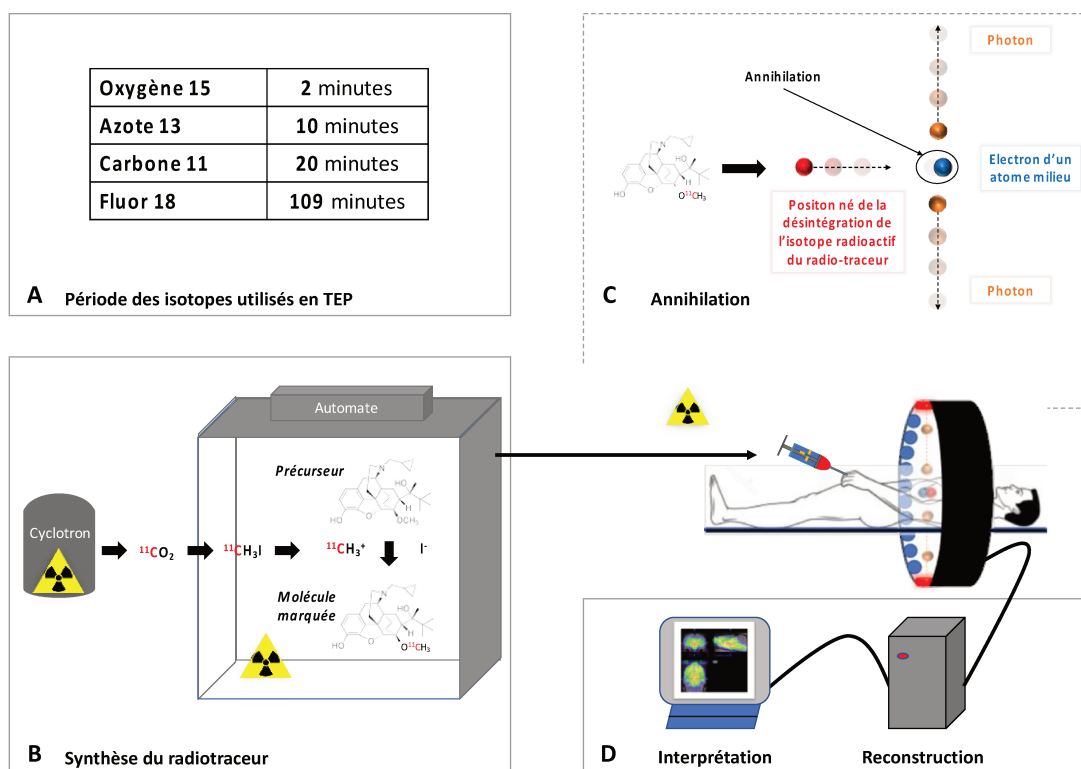 Oxygène 15 2 minutes
Azote 13 10 minutes
Carbone 11 20 minutes
Fluor 18 109 minutes
A Période des isotopes utilisés en TEP
Photon
Annihilation
N
HO
H
HO
O
O¹¹CH₃
Electron d'un
atome milieu
Positon né de la
désintégration de
l'isotope radioactif
du radio-traceur
Photon
C Annihilation
Automate
Précurseur
N
HO
H
HO
O
OCH₃
Cyclotron
¹¹CO₂
¹¹CH₃I
¹¹CH₃⁺
I⁻
Molécule
marquée
N
HO
H
HO
O
O¹¹CH₃
B Synthèse du radiotraceur
D Interprétation Reconstruction